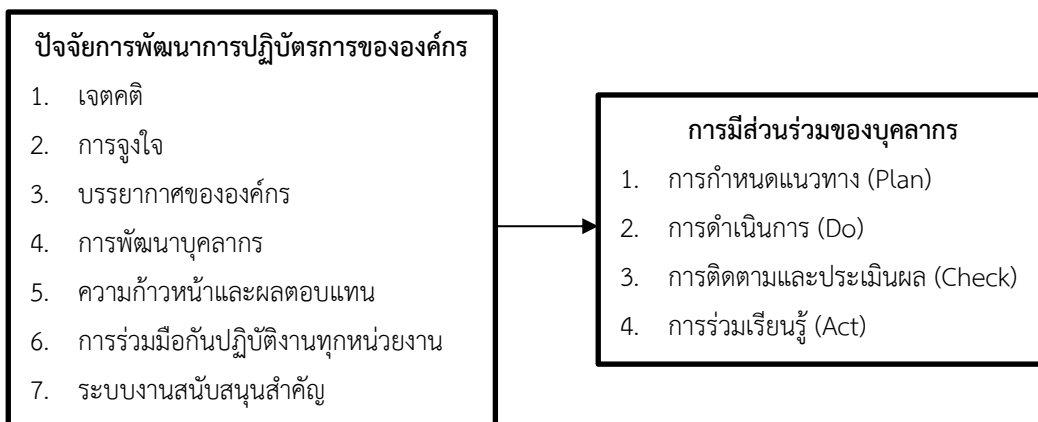 ปัจจัยการพัฒนาการปฏิบัตรการขององค์กร
1. เจตคติ
2. การจูงใจ
3. บรรยากาศขององค์กร
4. การพัฒนาบุคลากร
5. ความก้าวหน้าและผลตอบแทน
6. การร่วมมือกันปฏิบัติงานทุกหน่วยงาน
7. ระบบงานสนับสนุนสำคัญ
การมีส่วนร่วมของบุคลากร
1. การกำหนดแนวทาง (Plan)
2. การดำเนินการ (Do)
3. การติดตามและประเมินผล (Check)
4. การร่วมเรียนรู้ (Act)